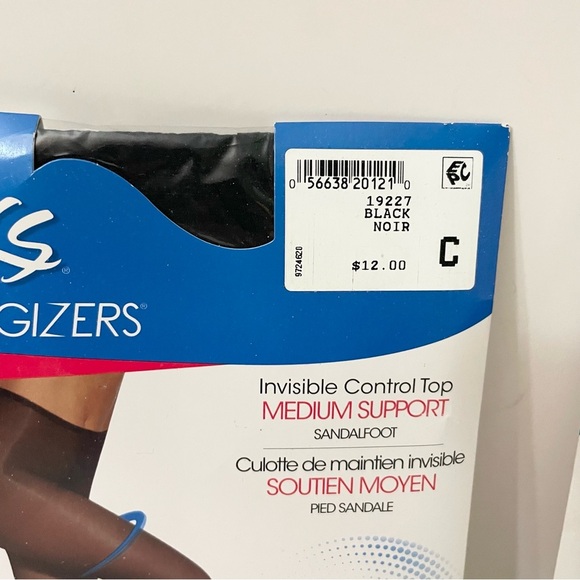 0 56638 20121 0
19227
BLACK
NOIR
9724620
$12.00
C
GIZERS®
Invisible Control Top
MEDIUM SUPPORT
SANDALFOOT
Culotte de maintien invisible
SOUTIEN MOYEN
PIED SANDALE